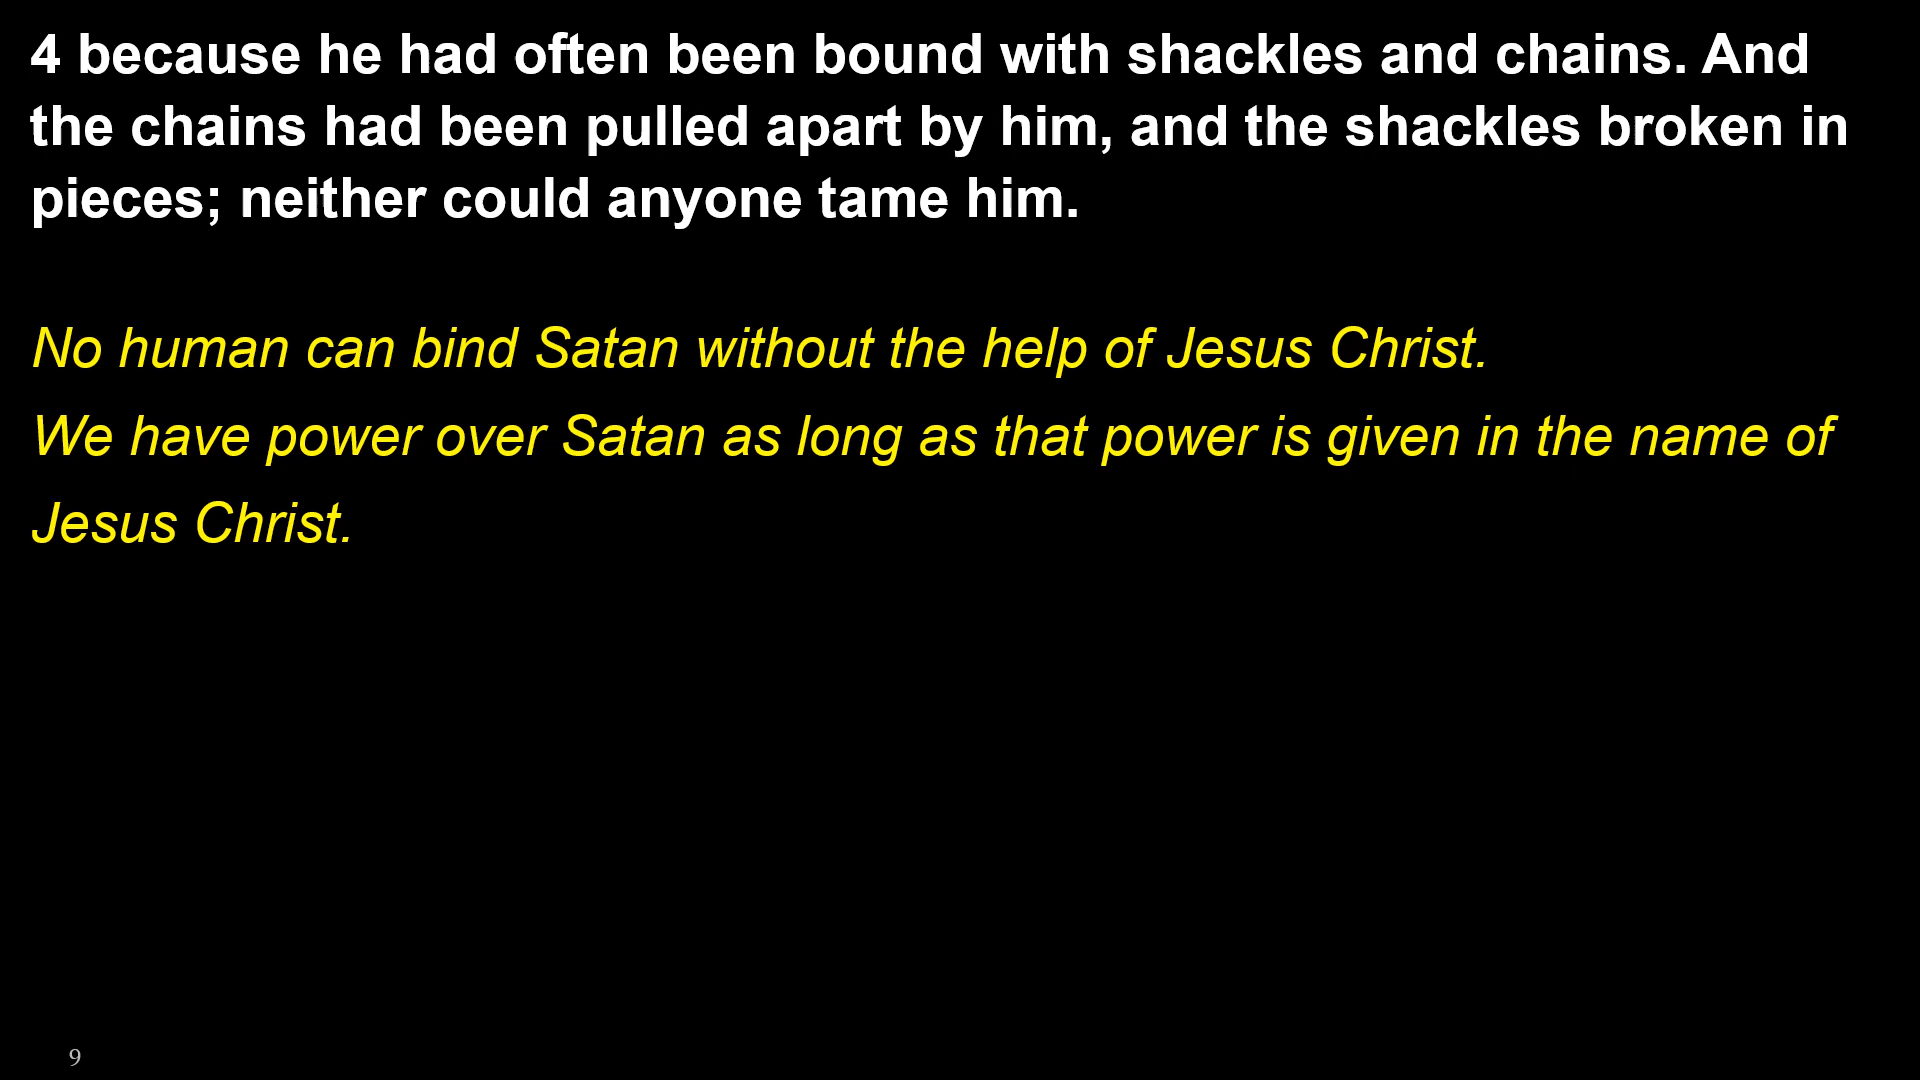 4 because he had often been bound with shackles and chains. And
the chains had been pulled apart by him, and the shackles broken in
pieces; neither could anyone tame him.
No human can bind Satan without the help of Jesus Christ.
We have power over Satan as long as that power is given in the name of
Jesus Christ.
9